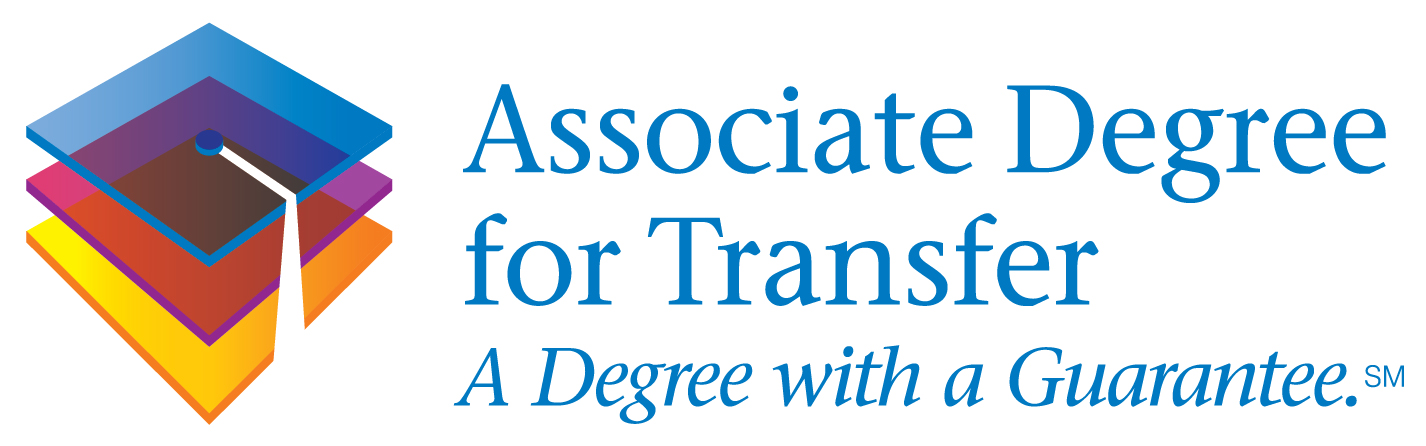 Associate Degree
for Transfer
A Degree with a Guarantee.℠